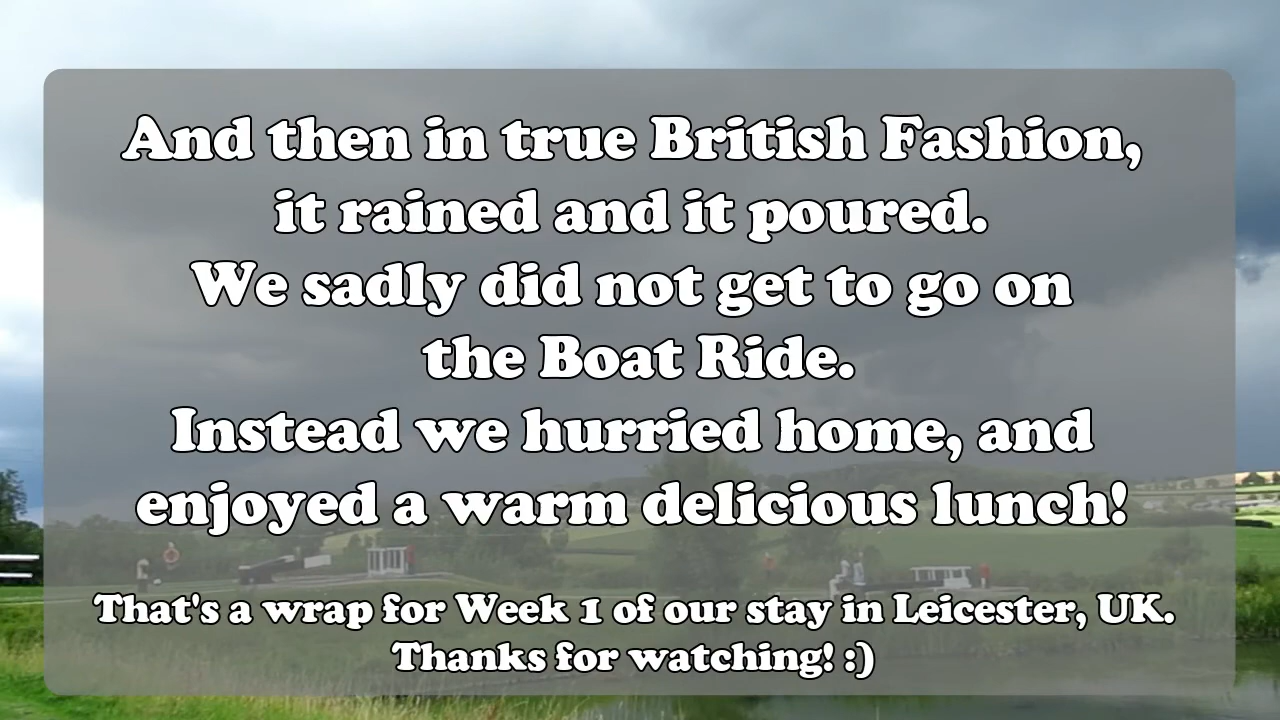 And then in true British Fashion,
it rained and it poured.
We sadly did not get to go on
the Boat Ride.
Instead we hurried home, and
enjoyed a warm delicious lunch!
That's a wrap for Week 1 of our stay in Leicester, UK.
Thanks for watching! :)